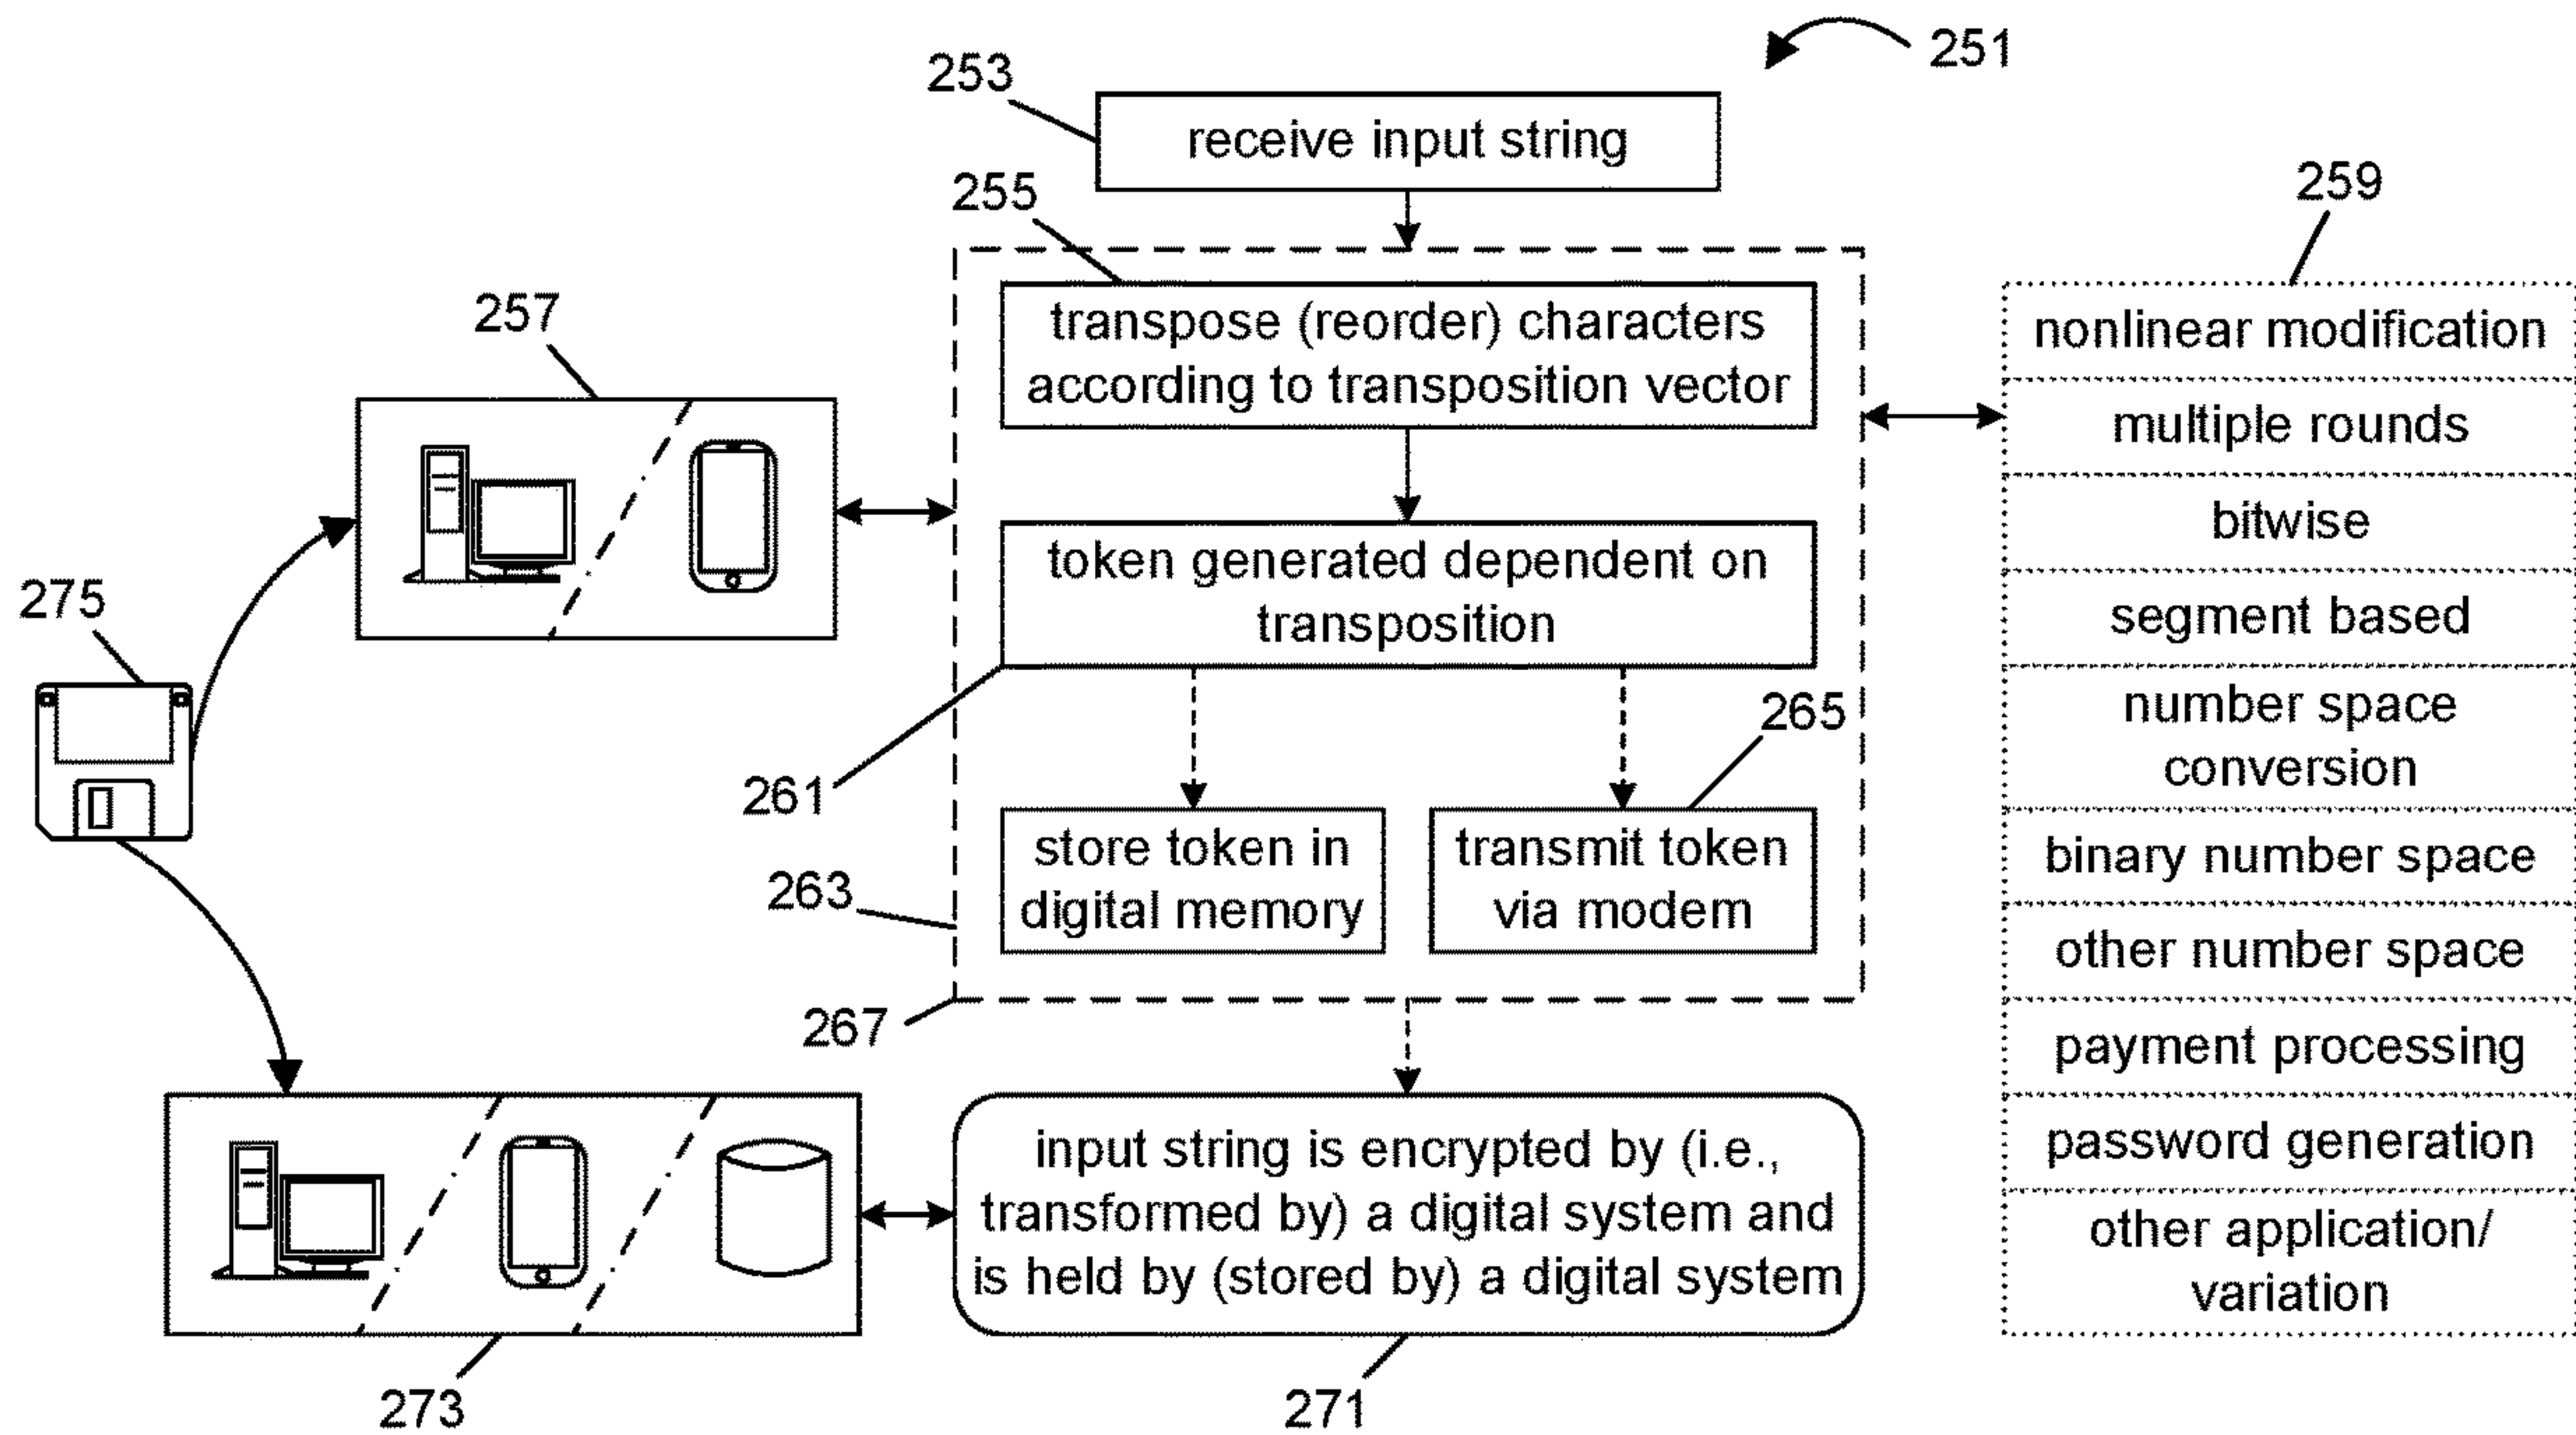 251
253
receive input string
255
259
transpose (reorder) characters
according to transposition vector
257
nonlinear modification
multiple rounds
bitwise
segment based
number space
conversion
binary number space
other number space
payment processing
password generation
other application/
variation
token generated dependent on
transposition
275
261
265
store token in
digital memory
transmit token
via modem
263
267
input string is encrypted by (i.e.,
transformed by) a digital system and
is held by (stored by) a digital system
273
271